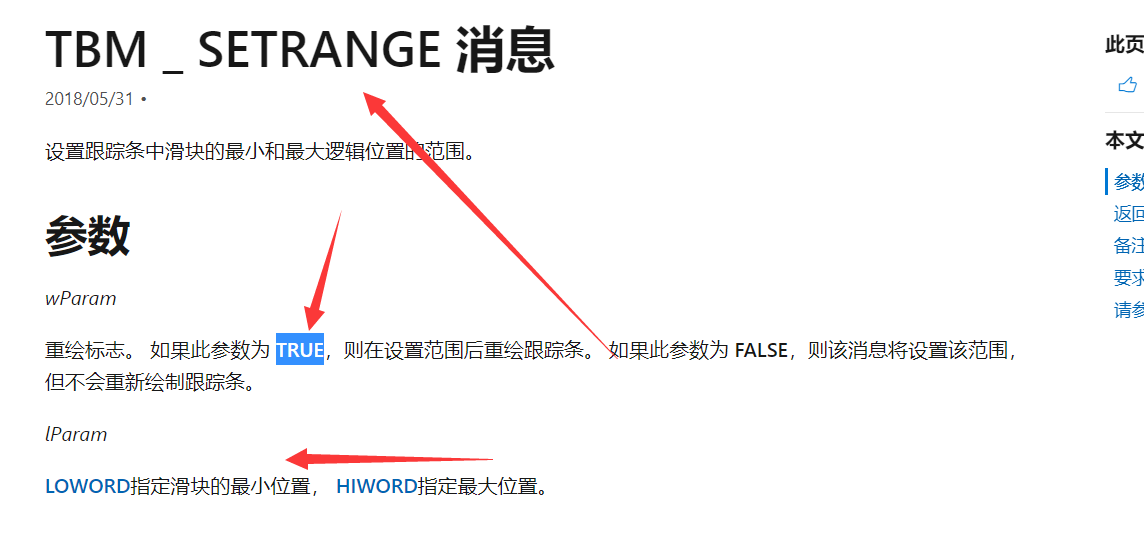 TBM _ SETRANGE 消息
2018/05/31 •
设置跟踪条中滑块的最小和最大逻辑位置的范围。
参数
wParam
重绘标志。 如果此参数为 TRUE，则在设置范围后重绘跟踪条。 如果此参数为 FALSE，则该消息将设置该范围，
但不会重新绘制跟踪条。
lParam
LOWORD指定滑块的最小位置， HIWORD指定最大位置。
此页
本文
参数
返回
备注
要求
请参